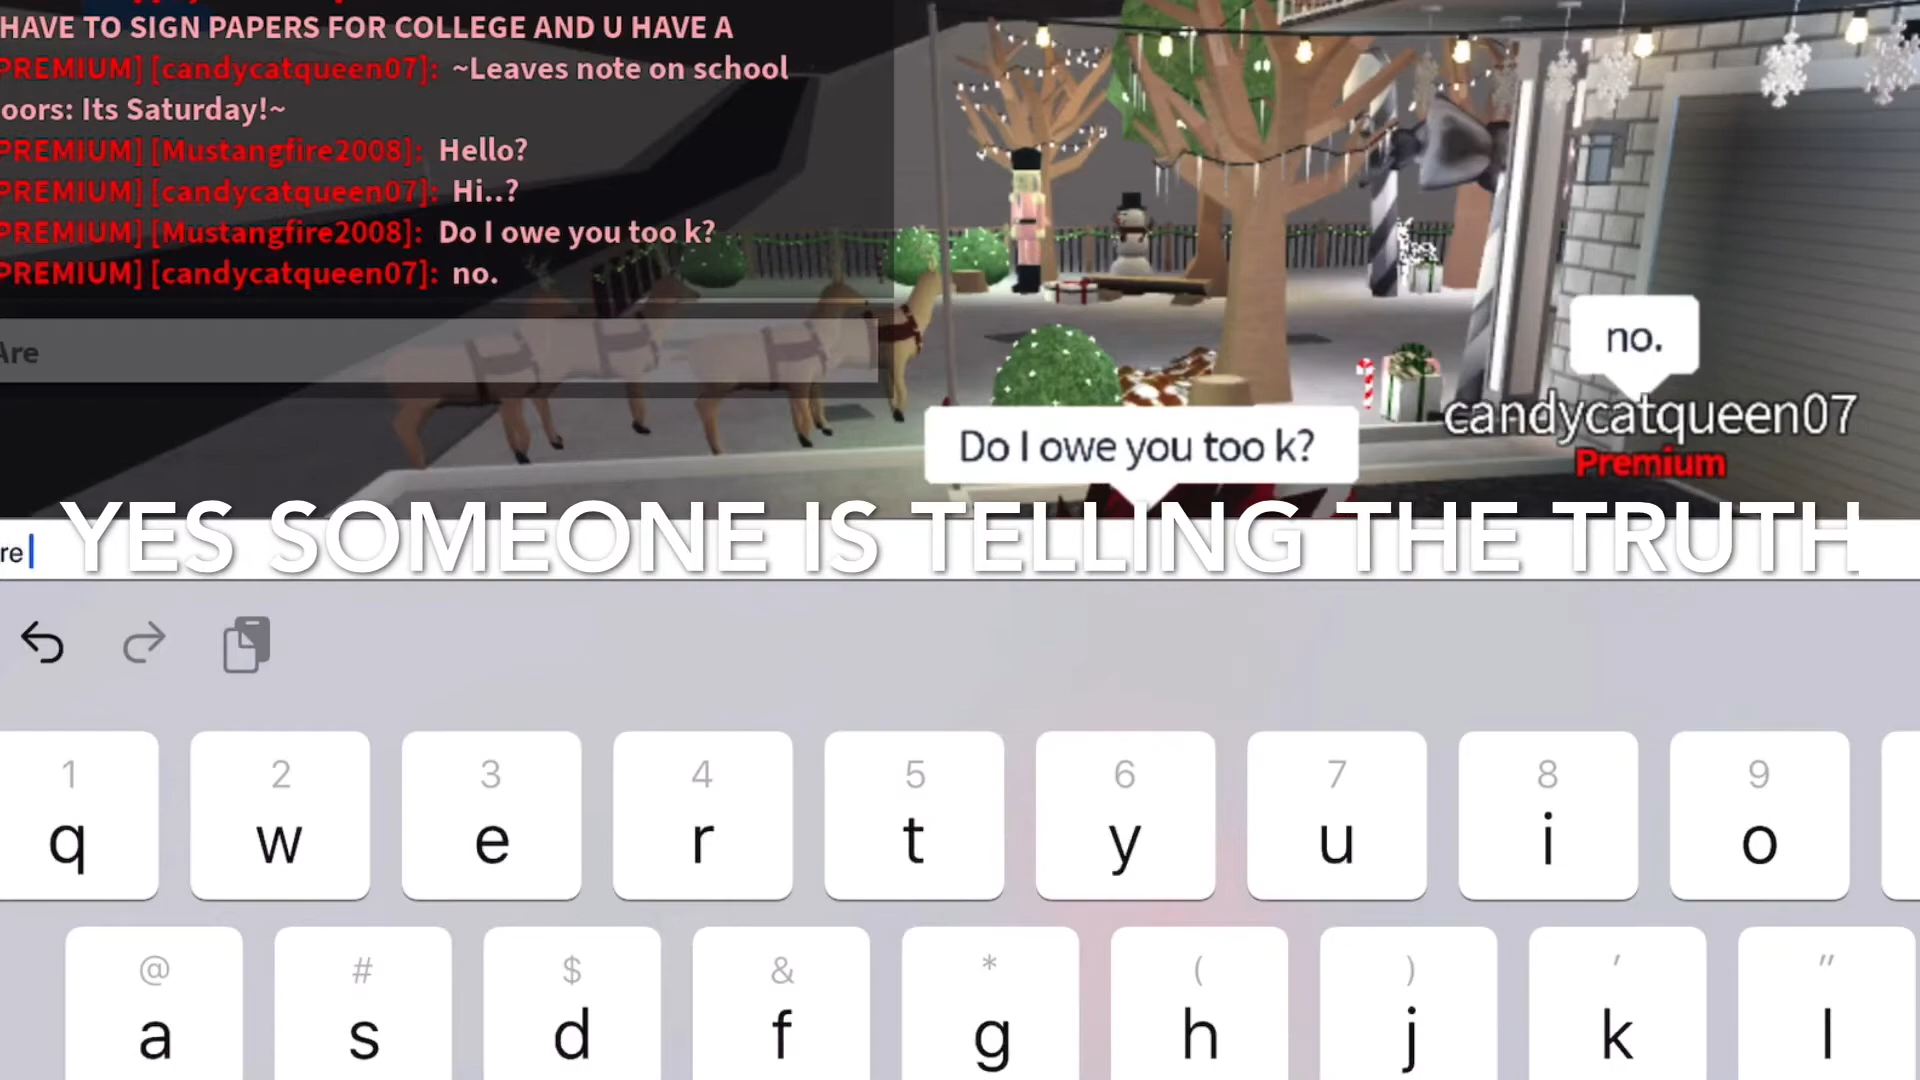 HAVE TO SIGN PAPERS FOR COLLEGE AND U HAVE A
PREMIUM] [candycatqueen07]: ~Leaves note on school
oors: Its Saturday!~
PREMIUM] [Mustangfire2008]: Hello?
PREMIUM] [candycatqueen07]: Hi..?
PREMIUM] [Mustangfire2008]: Do I owe you too k?
PREMIUM] [candycatqueen07]: no.
Are
no.
candycatqueen07
Premium
Do I owe you too k?
YES SOMEONE IS TELLING THE TRUTH
re
1 2 3 4 5 6 7 8 9
q w e r t y u i o
@ # $ & * ( ) ' "
a s d f g h j k l